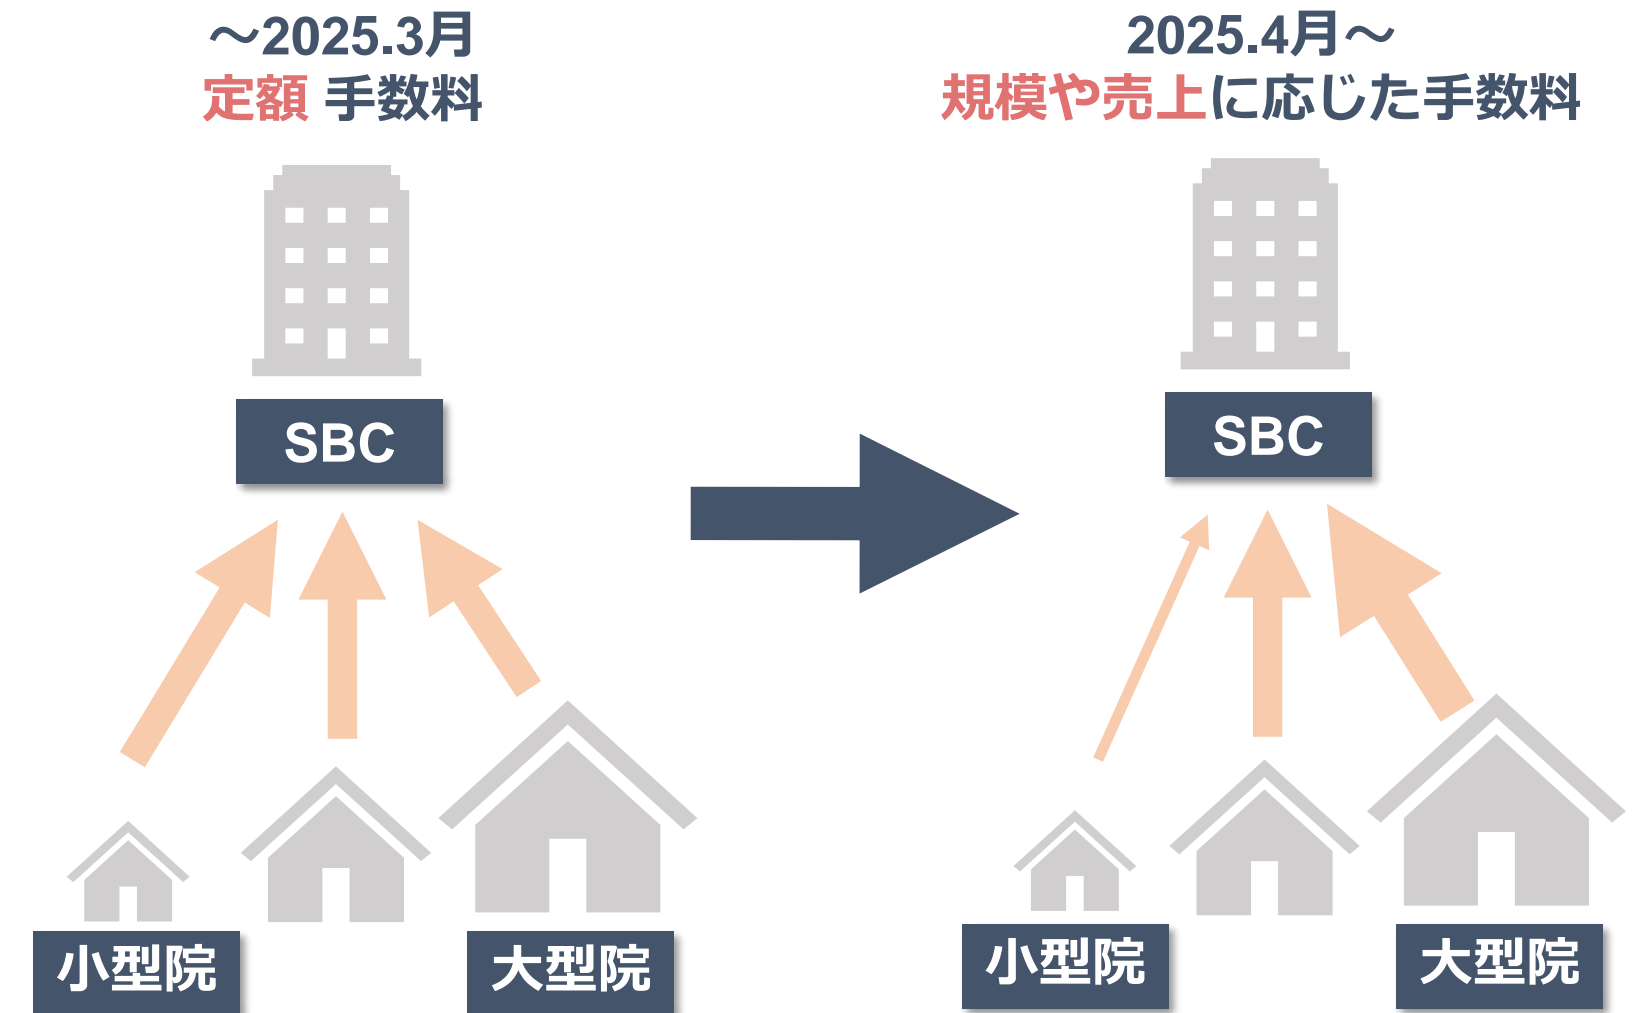 ～2025.3月
定額 手数料
SBC
小型院
大型院
2025.4月～
規模や売上に応じた手数料
SBC
小型院
大型院